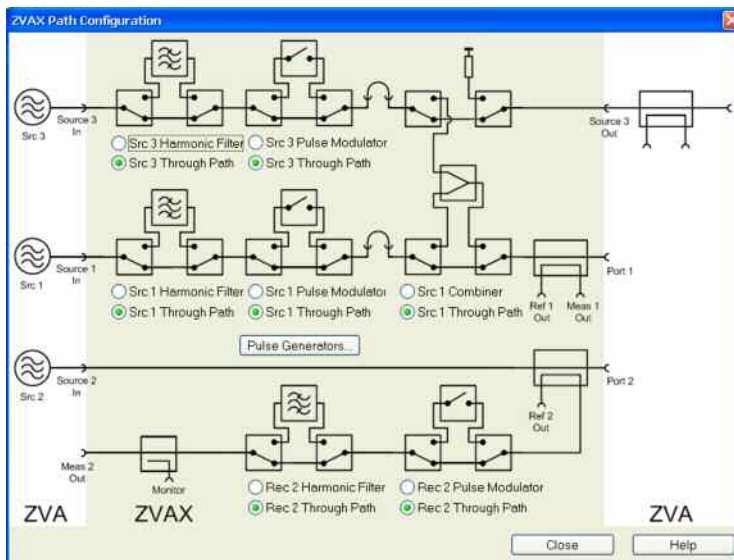 ZVAX Path Configuration
Src 3
Source 3
In
Src 3 Harmonic Filter
Src 3 Through Path
Src 3 Pulse Modulator
Src 3 Through Path
Source 3
Out
Src 1
Source 1
In
Src 1 Harmonic Filter
Src 1 Through Path
Src 1 Pulse Modulator
Src 1 Through Path
Src 1 Combiner
Src 1 Through Path
Ref 1
Out
Meas 1
Out
Port 1
Pulse Generators...
Src 2
Source 2
In
Ref 2
Out
Port 2
Meas 2
Out
Monitor
Rec 2 Harmonic Filter
Rec 2 Through Path
Rec 2 Pulse Modulator
Rec 2 Through Path
ZVA
ZVAX
ZVA
Close
Help